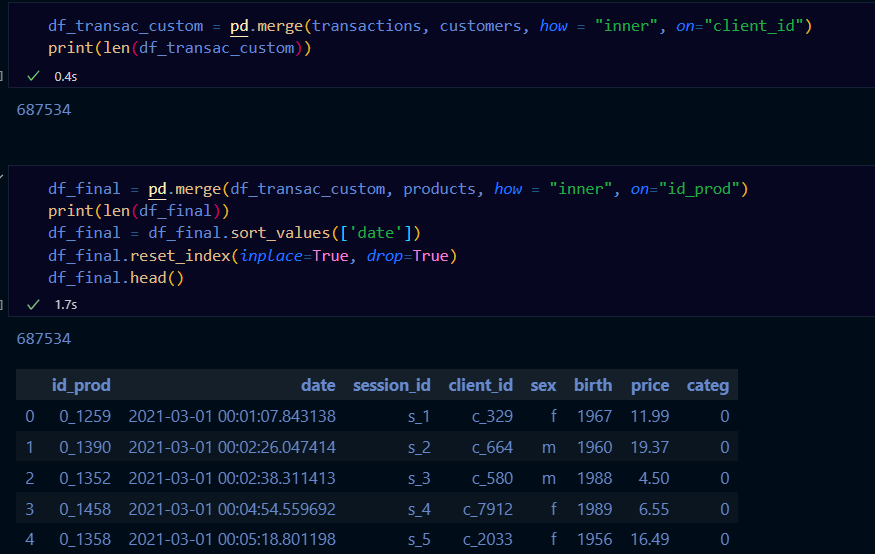 df_transac_custom = pd.merge(transactions, customers, how = "inner", on="client_id")
print(len(df_transac_custom))
0.4s
687534
df_final = pd.merge(df_transac_custom, products, how = "inner", on="id_prod")
print(len(df_final))
df_final = df_final.sort_values(['date'])
df_final.reset_index(inplace=True, drop=True)
df_final.head()
1.7s
687534
id_prod date session_id client_id sex birth price categ
0 0_1259 2021-03-01 00:01:07.843138 s_1 c_329 f 1967 11.99 0
1 0_1390 2021-03-01 00:02:26.047414 s_2 c_664 m 1960 19.37 0
2 0_1352 2021-03-01 00:02:38.311413 s_3 c_580 m 1988 4.50 0
3 0_1458 2021-03-01 00:04:54.559692 s_4 c_7912 f 1989 6.55 0
4 0_1358 2021-03-01 00:05:18.801198 s_5 c_2033 f 1956 16.49 0